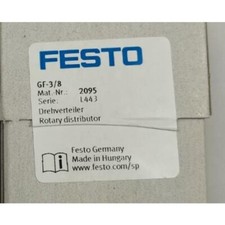 FESTO
GF-3/8
Mat. Nr.: 2095
Serie: L443
Drehverteiler
Rotary distributor
Festo Germany
Made in Hungary
www.festo.com/sp